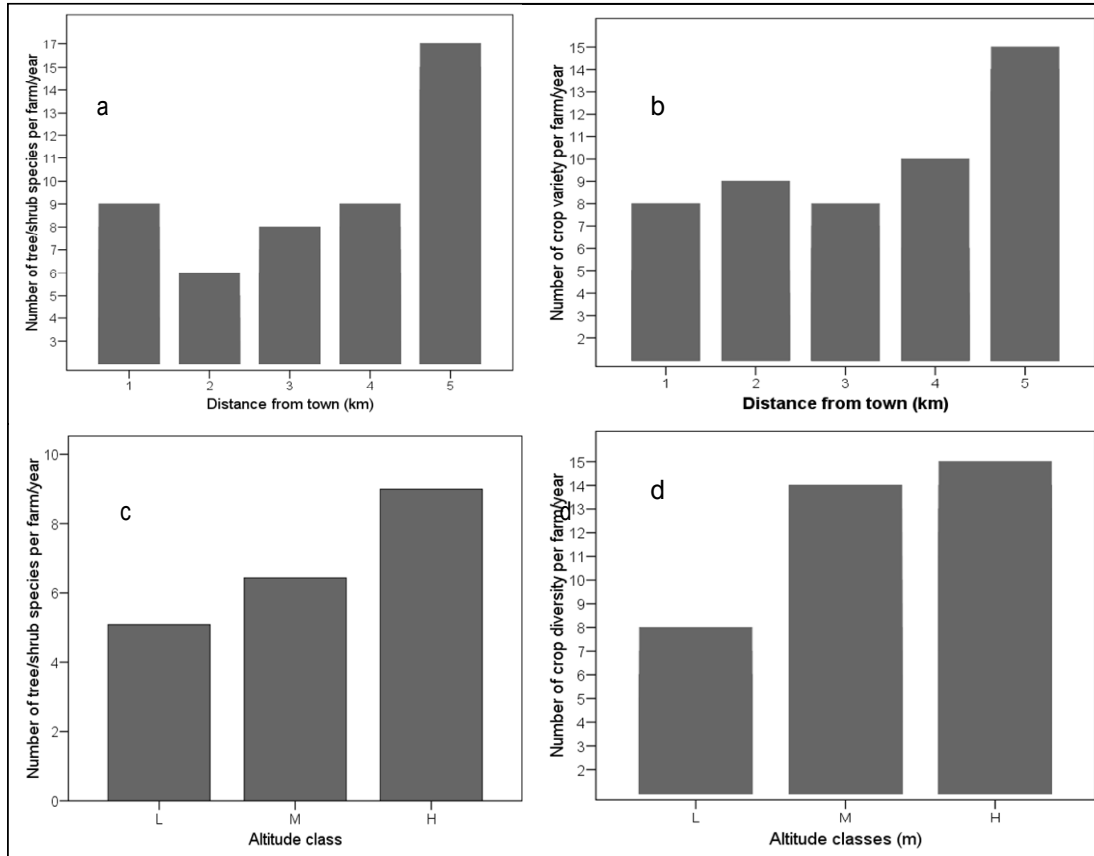 a
Number of tree/shrub species per farm/year
17
15
14
13
12
11
10
9
8
7
6
5
4
3
1 2 3 4 5
Distance from town (km)
b
Number of crop variety per farm/year
15
14
13
12
11
10
9
8
7
6
5
4
3
2
1 2 3 4 5
Distance from town (km)
c
Number of tree/shrub species per farm/year
10
8
6
4
2
0
L M H
Altitude class
d
d
Number of crop diversity per farm/year
15
14
13
12
11
10
9
8
7
6
5
4
3
2
L M H
Altitude classes (m)